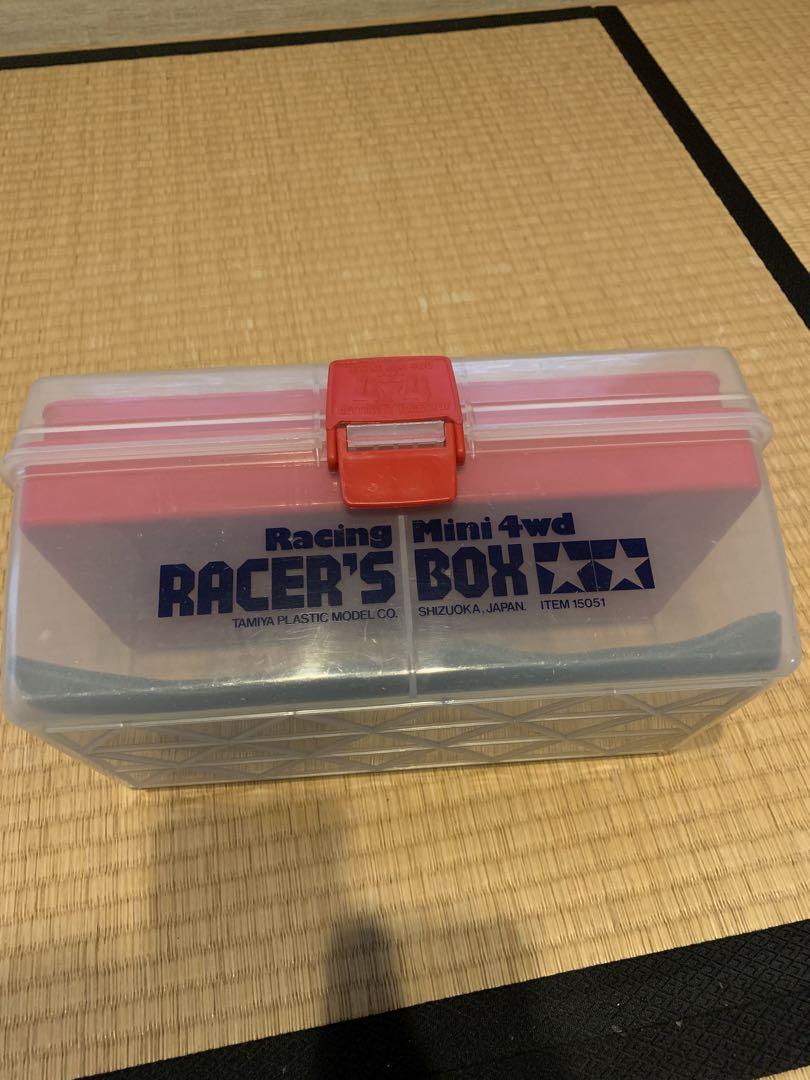 Racing Mini 4wd
RACER'S BOX
TAMIYA PLASTIC MODEL CO. SHIZUOKA, JAPAN. ITEM 15051